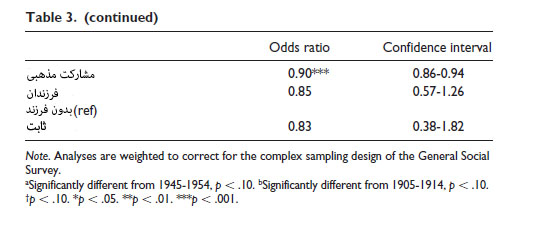 Table 3. (continued)
Odds ratio Confidence interval
مشارکت مذهبی 0.90*** 0.86-0.94
فرزندان 0.85 0.57-1.26
بدون فرزند(ref)
ثابت 0.83 0.38-1.82
Note. Analyses are weighted to correct for the complex sampling design of the General Social
Survey.
ᵃSignificantly different from 1945-1954, p < .10. ᵇSignificantly different from 1905-1914, p < .10.
†p < .10. *p < .05. **p < .01. ***p < .001.